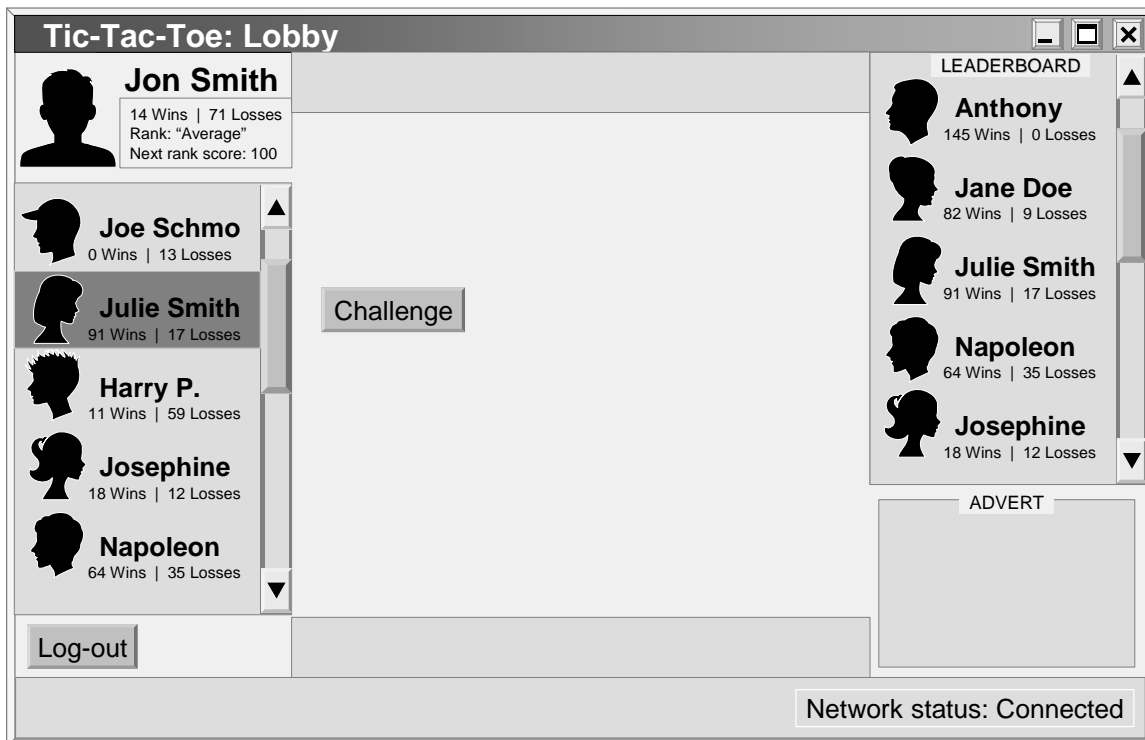 Tic-Tac-Toe: Lobby
Jon Smith
14 Wins | 71 Losses
Rank: “Average”
Next rank score: 100
Joe Schmo
0 Wins | 13 Losses
Julie Smith
91 Wins | 17 Losses
Harry P.
11 Wins | 59 Losses
Josephine
18 Wins | 12 Losses
Napoleon
64 Wins | 35 Losses
Log-out
Challenge
LEADERBOARD
Anthony
145 Wins | 0 Losses
Jane Doe
82 Wins | 9 Losses
Julie Smith
91 Wins | 17 Losses
Napoleon
64 Wins | 35 Losses
Josephine
18 Wins | 12 Losses
ADVERT
Network status: Connected